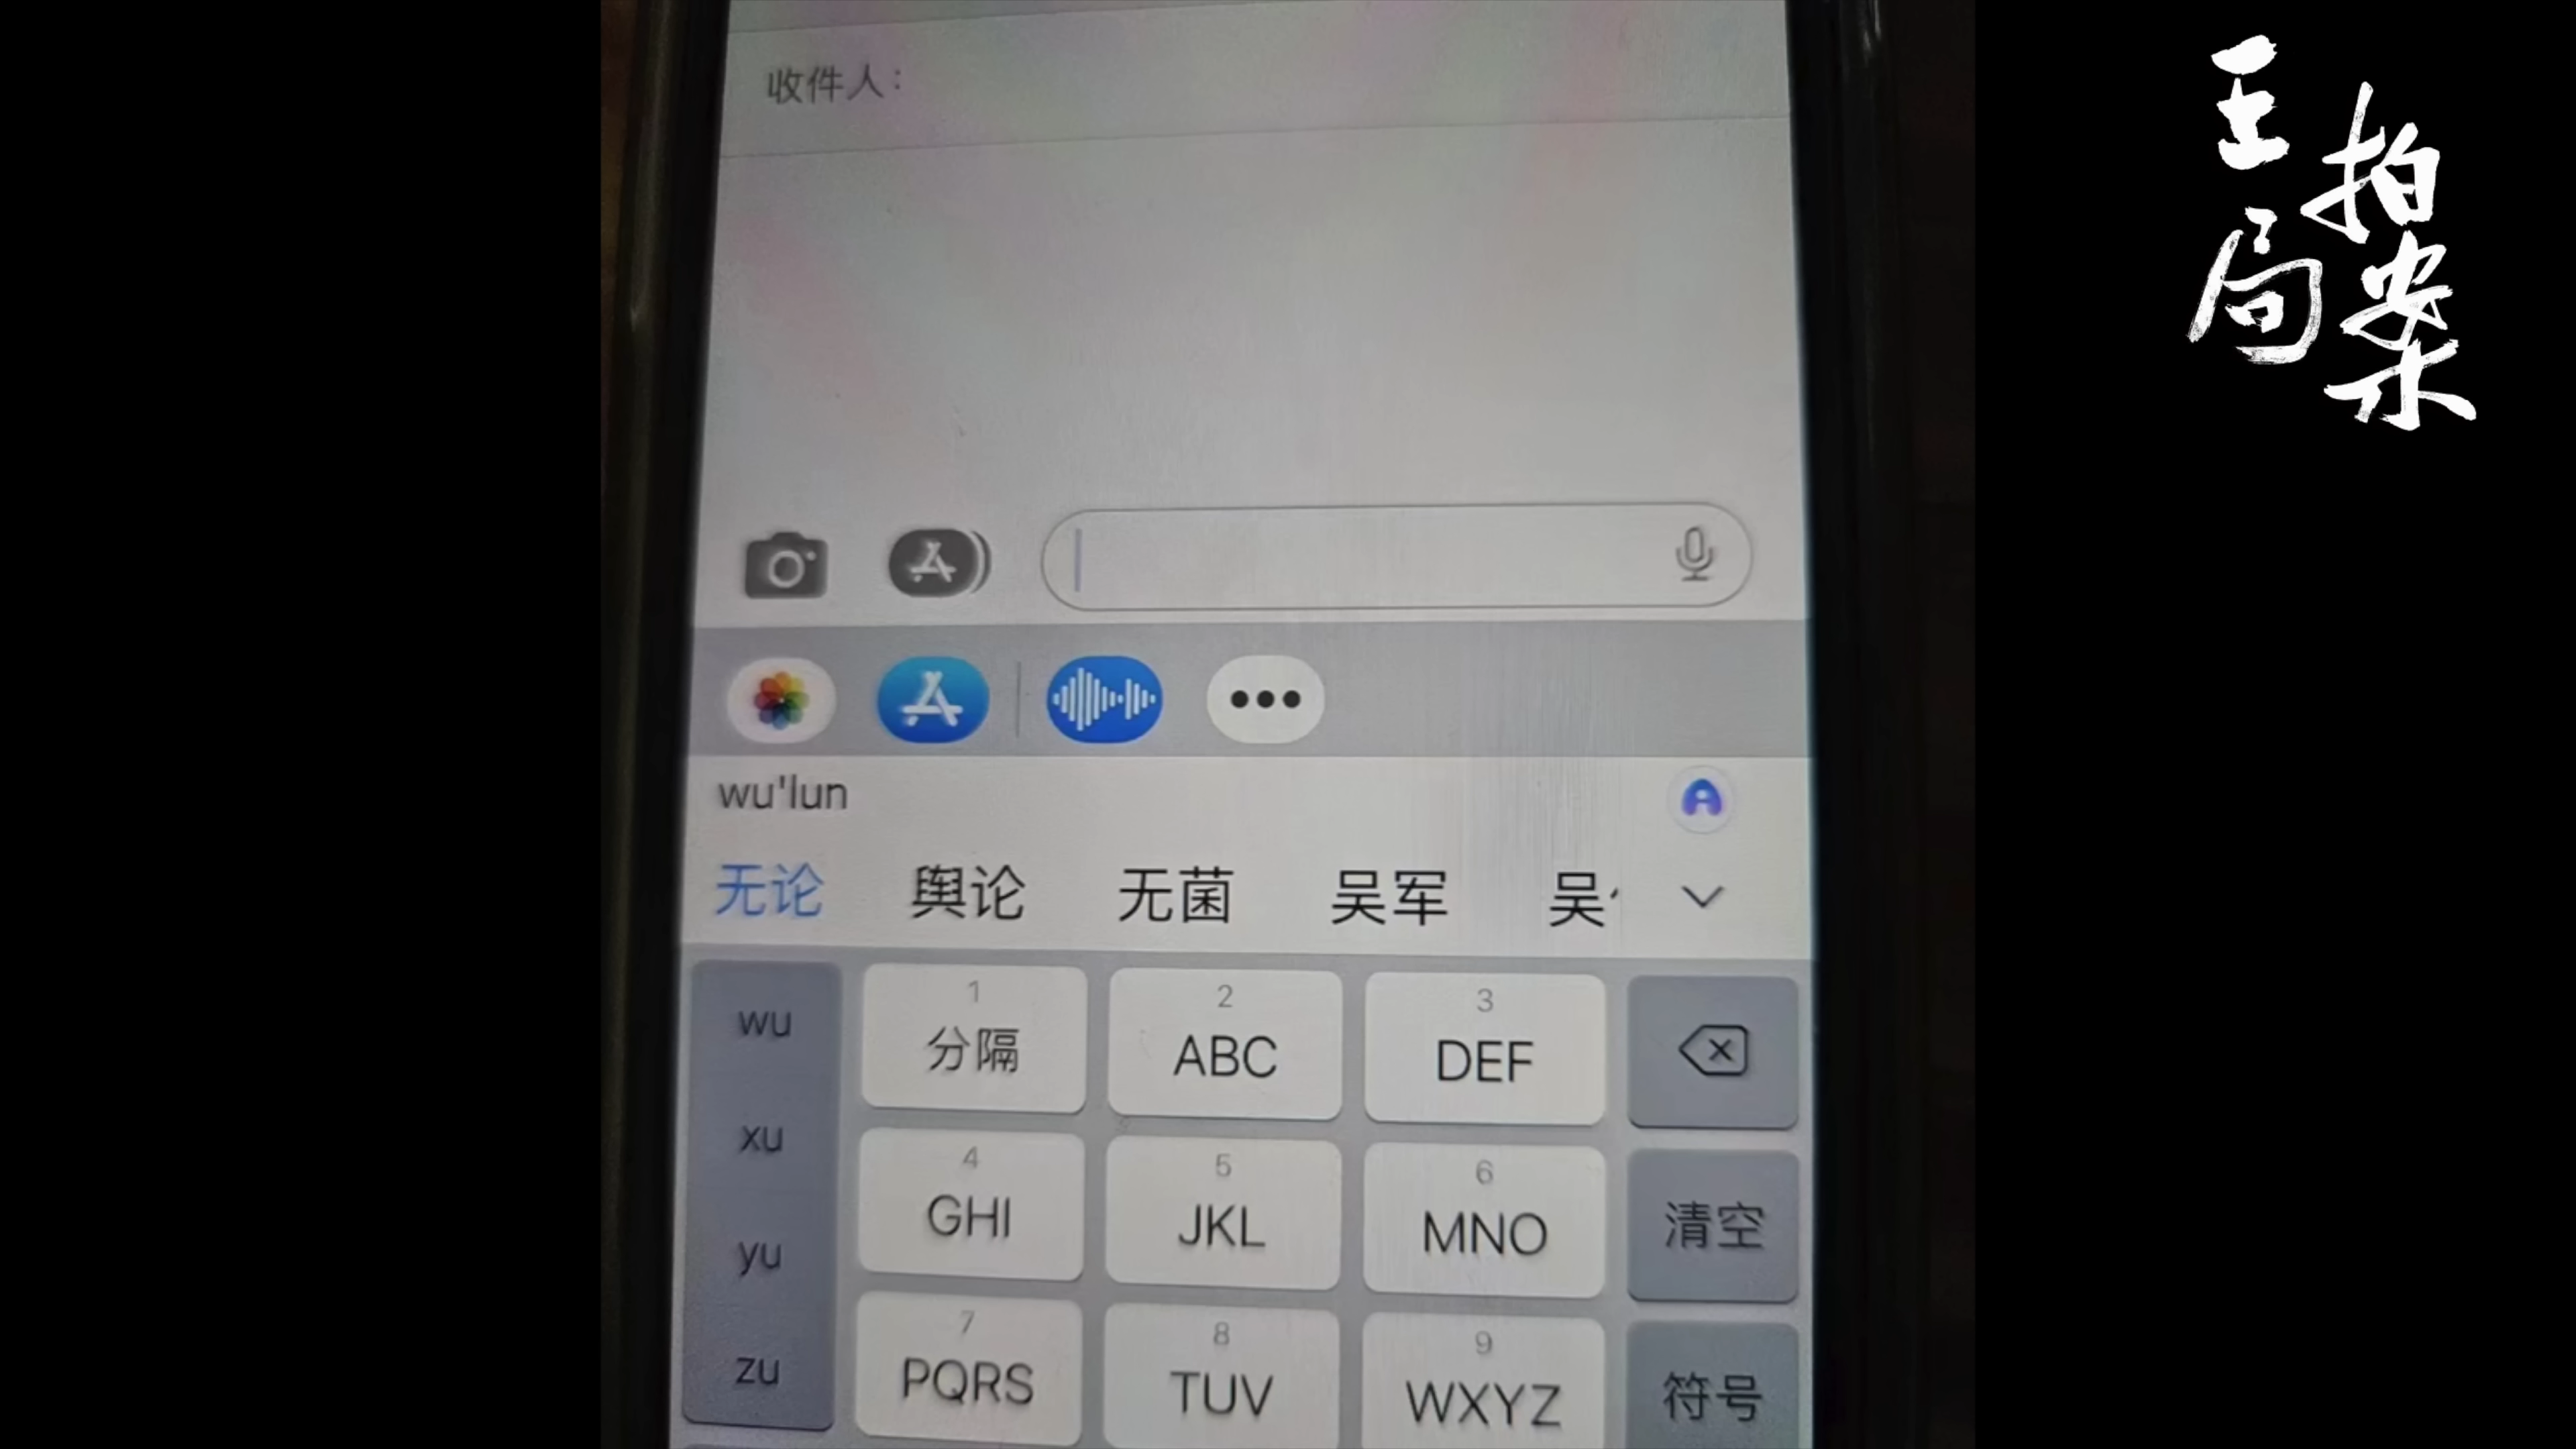 收件人：
wu'lun
无论 舆论 无菌 吴军 吴
wu
xu
yu
zu
1
分隔
2
ABC
3
DEF
4
GHI
5
JKL
6
MNO
清空
7
PQRS
8
TUV
9
WXYZ
符号
王局
拍案